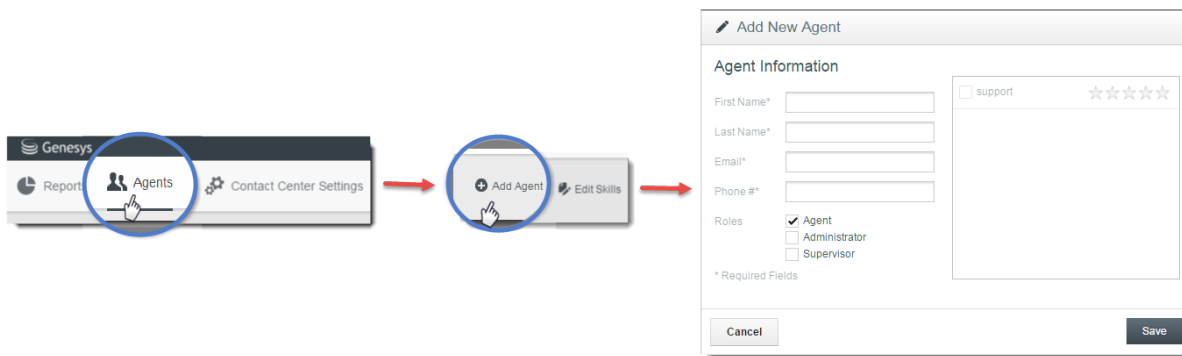 Genesys
Report
Agents
Contact Center Settings
Add Agent
Edit Skills
Add New Agent
Agent Information
First Name*
Last Name*
Email*
Phone #*
Roles
Agent
Administrator
Supervisor
* Required Fields
support
Cancel
Save